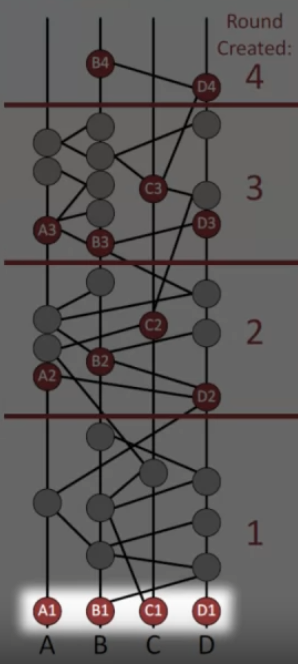 Round
Created:
B4
D4
4
C3
3
A3
D3
B3
C2
2
B2
A2
D2
1
A1 B1 C1 D1
A B C D